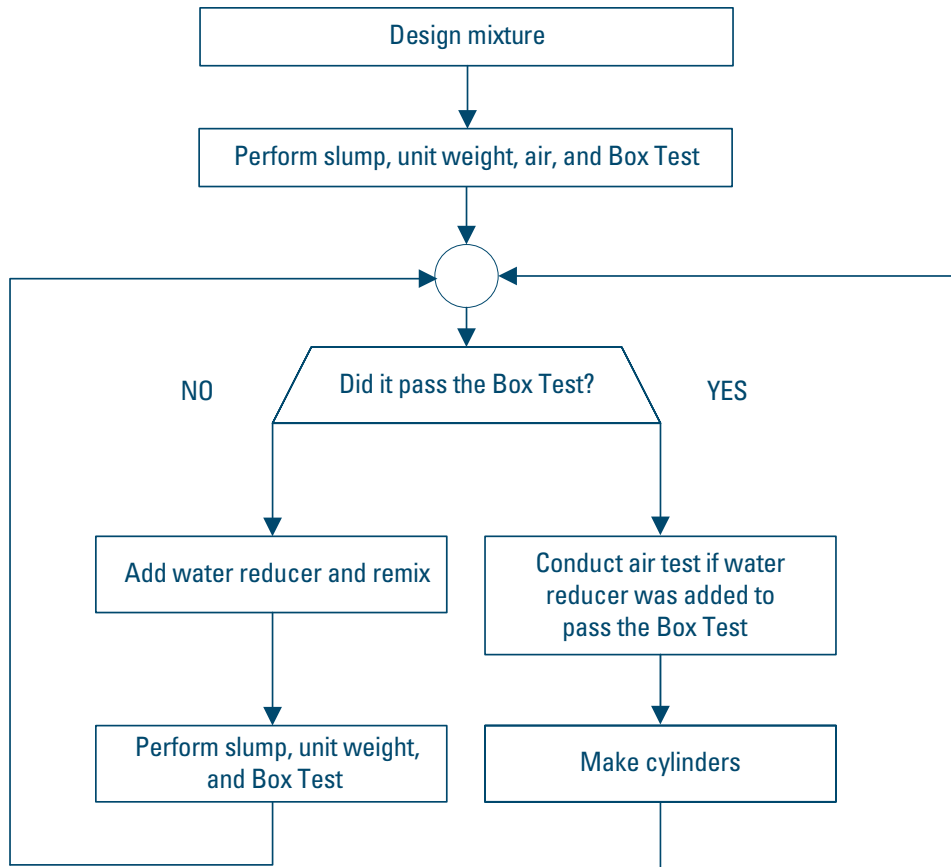 Design mixture
Perform slump, unit weight, air, and Box Test
Did it pass the Box Test?
NO
YES
Add water reducer and remix
Conduct air test if water
reducer was added to
pass the Box Test
Perform slump, unit weight,
and Box Test
Make cylinders